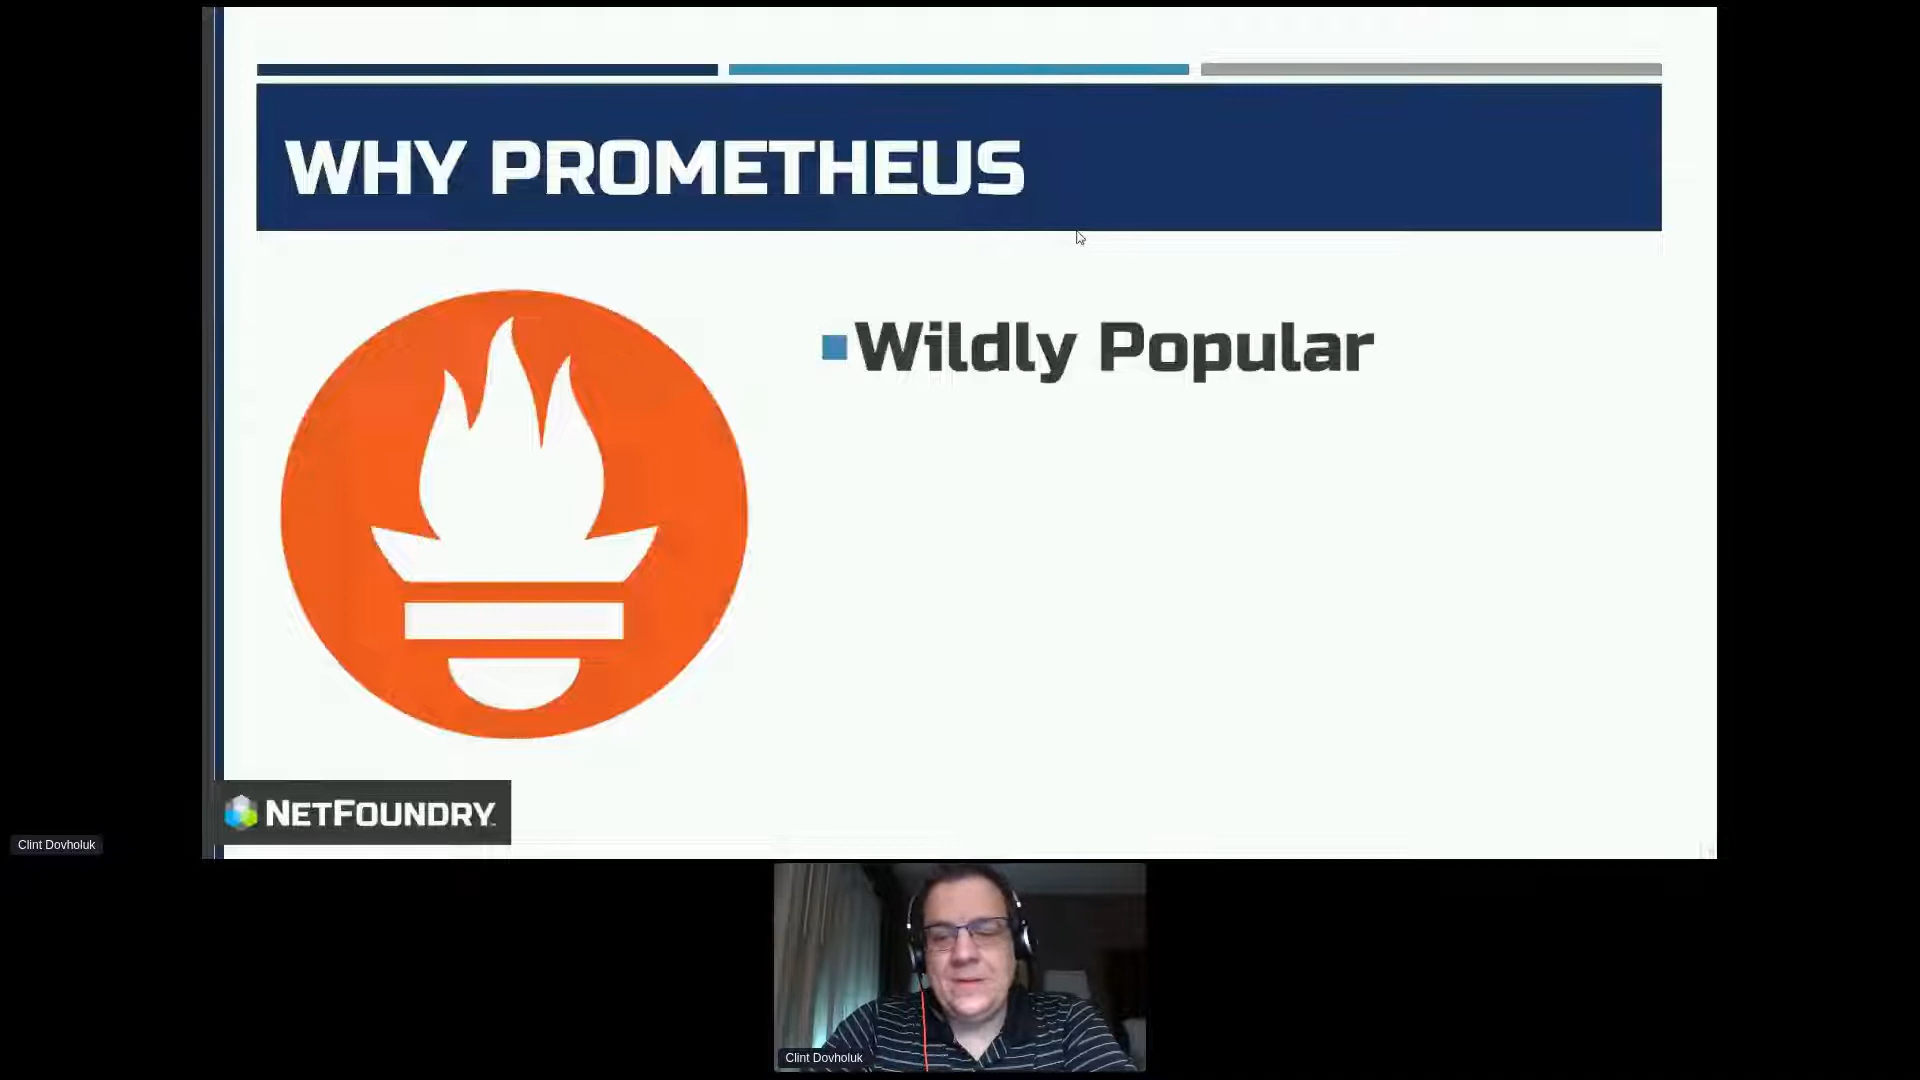 WHY PROMETHEUS
Wildly Popular
NETFOUNDRY
Clint Dovholuk
Clint Dovholuk